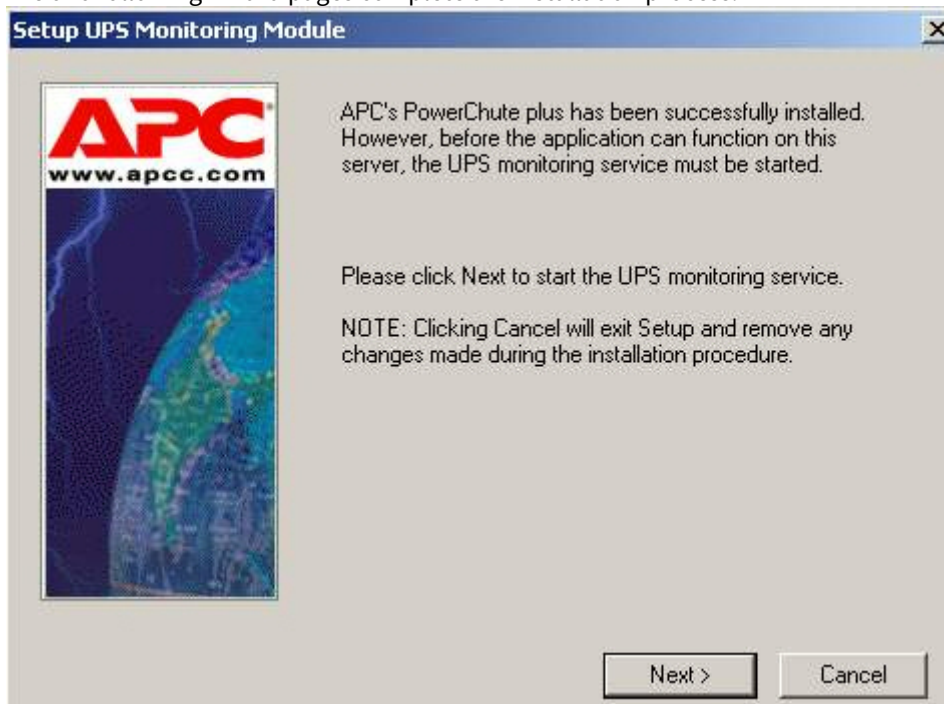 Setup UPS Monitoring Module
APC
www.apcc.com
APC's PowerChute plus has been successfully installed.
However, before the application can function on this
server, the UPS monitoring service must be started.
Please click Next to start the UPS monitoring service.
NOTE: Clicking Cancel will exit Setup and remove any
changes made during the installation procedure.
Next >
Cancel